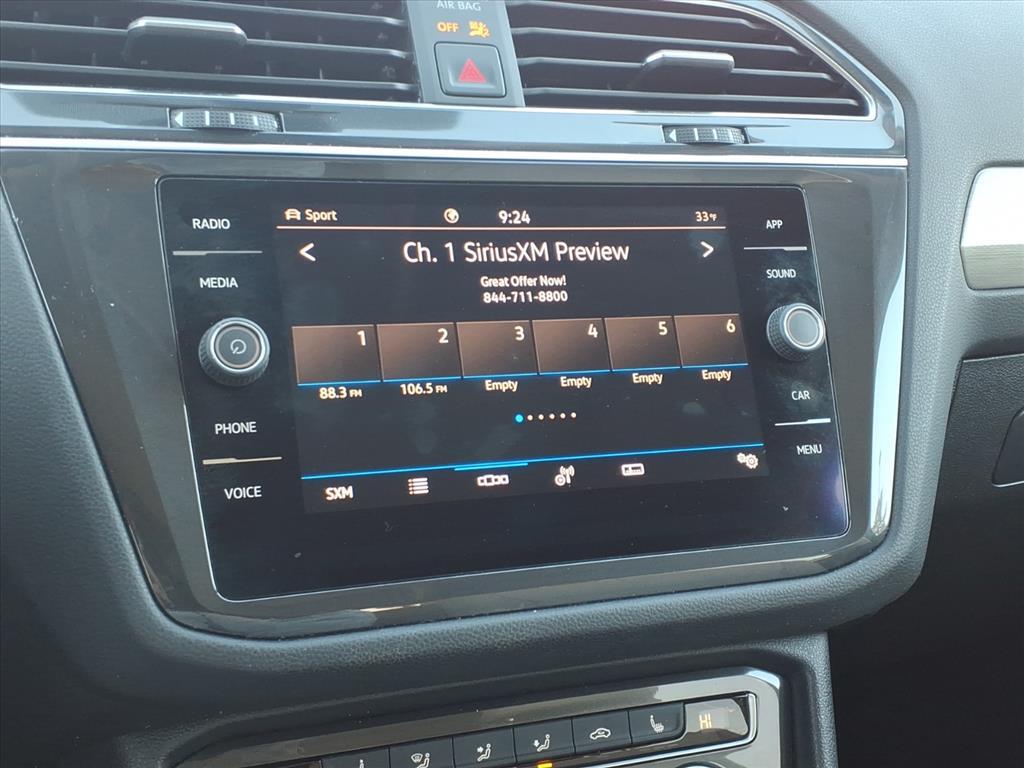 AIR BAG
OFF
RADIO
MEDIA
PHONE
VOICE
Sport 9:24 33°F
< Ch. 1 SiriusXM Preview >
Great Offer Now!
844-711-8800
1 2 3 4 5 6
88.3 FM 106.5 FM Empty Empty Empty Empty
SXM
APP
SOUND
CAR
MENU
HI